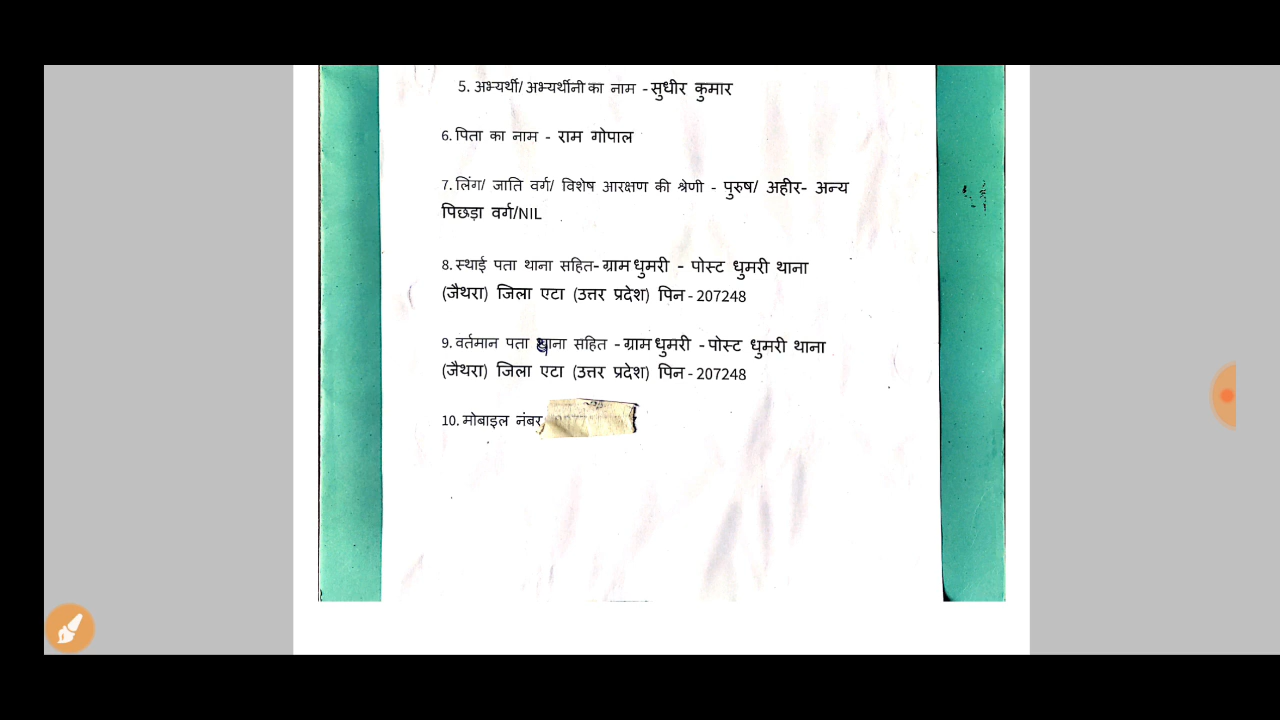 5. अभ्यर्थी/ अभ्यर्थीनी का नाम - सुधीर कुमार
6. पिता का नाम - राम गोपाल
7. लिंग/ जाति वर्ग/ विशेष आरक्षण की श्रेणी - पुरुष/ अहीर- अन्य
पिछड़ा वर्ग/NIL
8. स्थाई पता थाना सहित- ग्राम धुमरी - पोस्ट धुमरी थाना
(जैथरा) जिला एटा (उत्तर प्रदेश) पिन - 207248
9. वर्तमान पता थाना सहित - ग्राम धुमरी - पोस्ट धुमरी थाना
(जैथरा) जिला एटा (उत्तर प्रदेश) पिन - 207248
10. मोबाइल नंबर